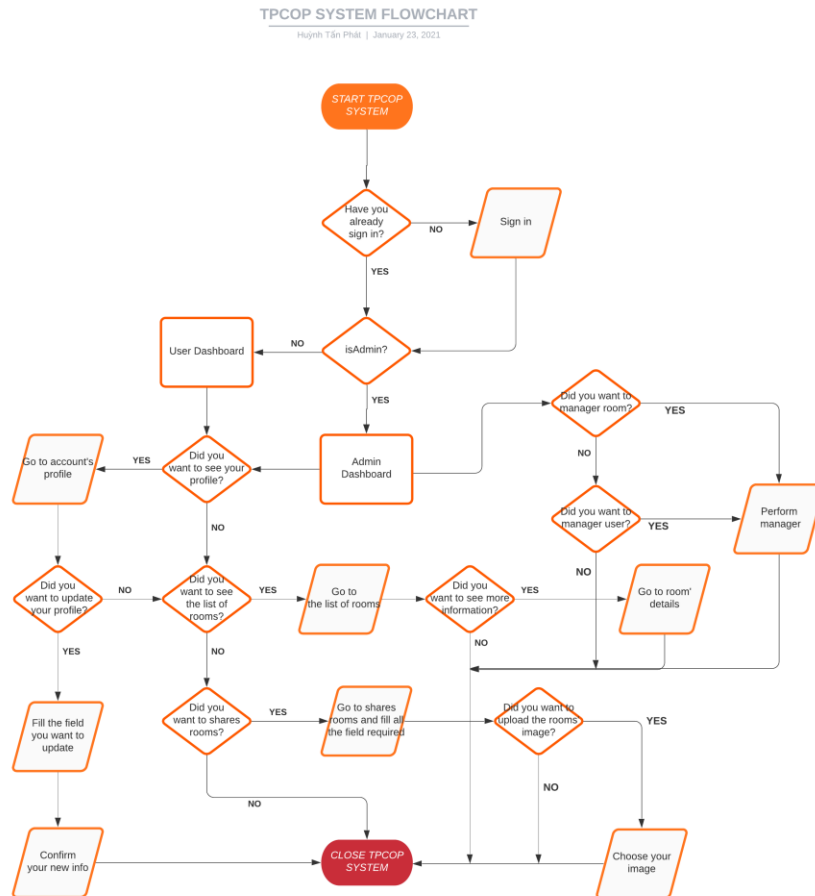 TPCOP SYSTEM FLOWCHART
Huỳnh Tấn Phát | January 23, 2021
START TPCOP
SYSTEM
Have you
already
sign in?
NO
Sign in
YES
User Dashboard
NO
isAdmin?
YES
Did you want to
manager room?
YES
Go to account's
profile
YES
Did you
want to see your
profile?
Admin
Dashboard
NO
Did you want to
manager user?
YES
Perform
manager
NO
NO
Did you
want to update
your profile?
NO
Did you
want to see
the list of
rooms?
YES
Go to
the list of rooms
Did you
want to see more
information?
YES
Go to room'
details
YES
NO
NO
Fill the field
you want to
update
Did you
want to shares
rooms?
YES
Go to shares
rooms and fill all
the field required
Did you want to
upload the rooms
image?
YES
NO
NO
Confirm
your new info
CLOSE TPCOP
SYSTEM
Choose your
image